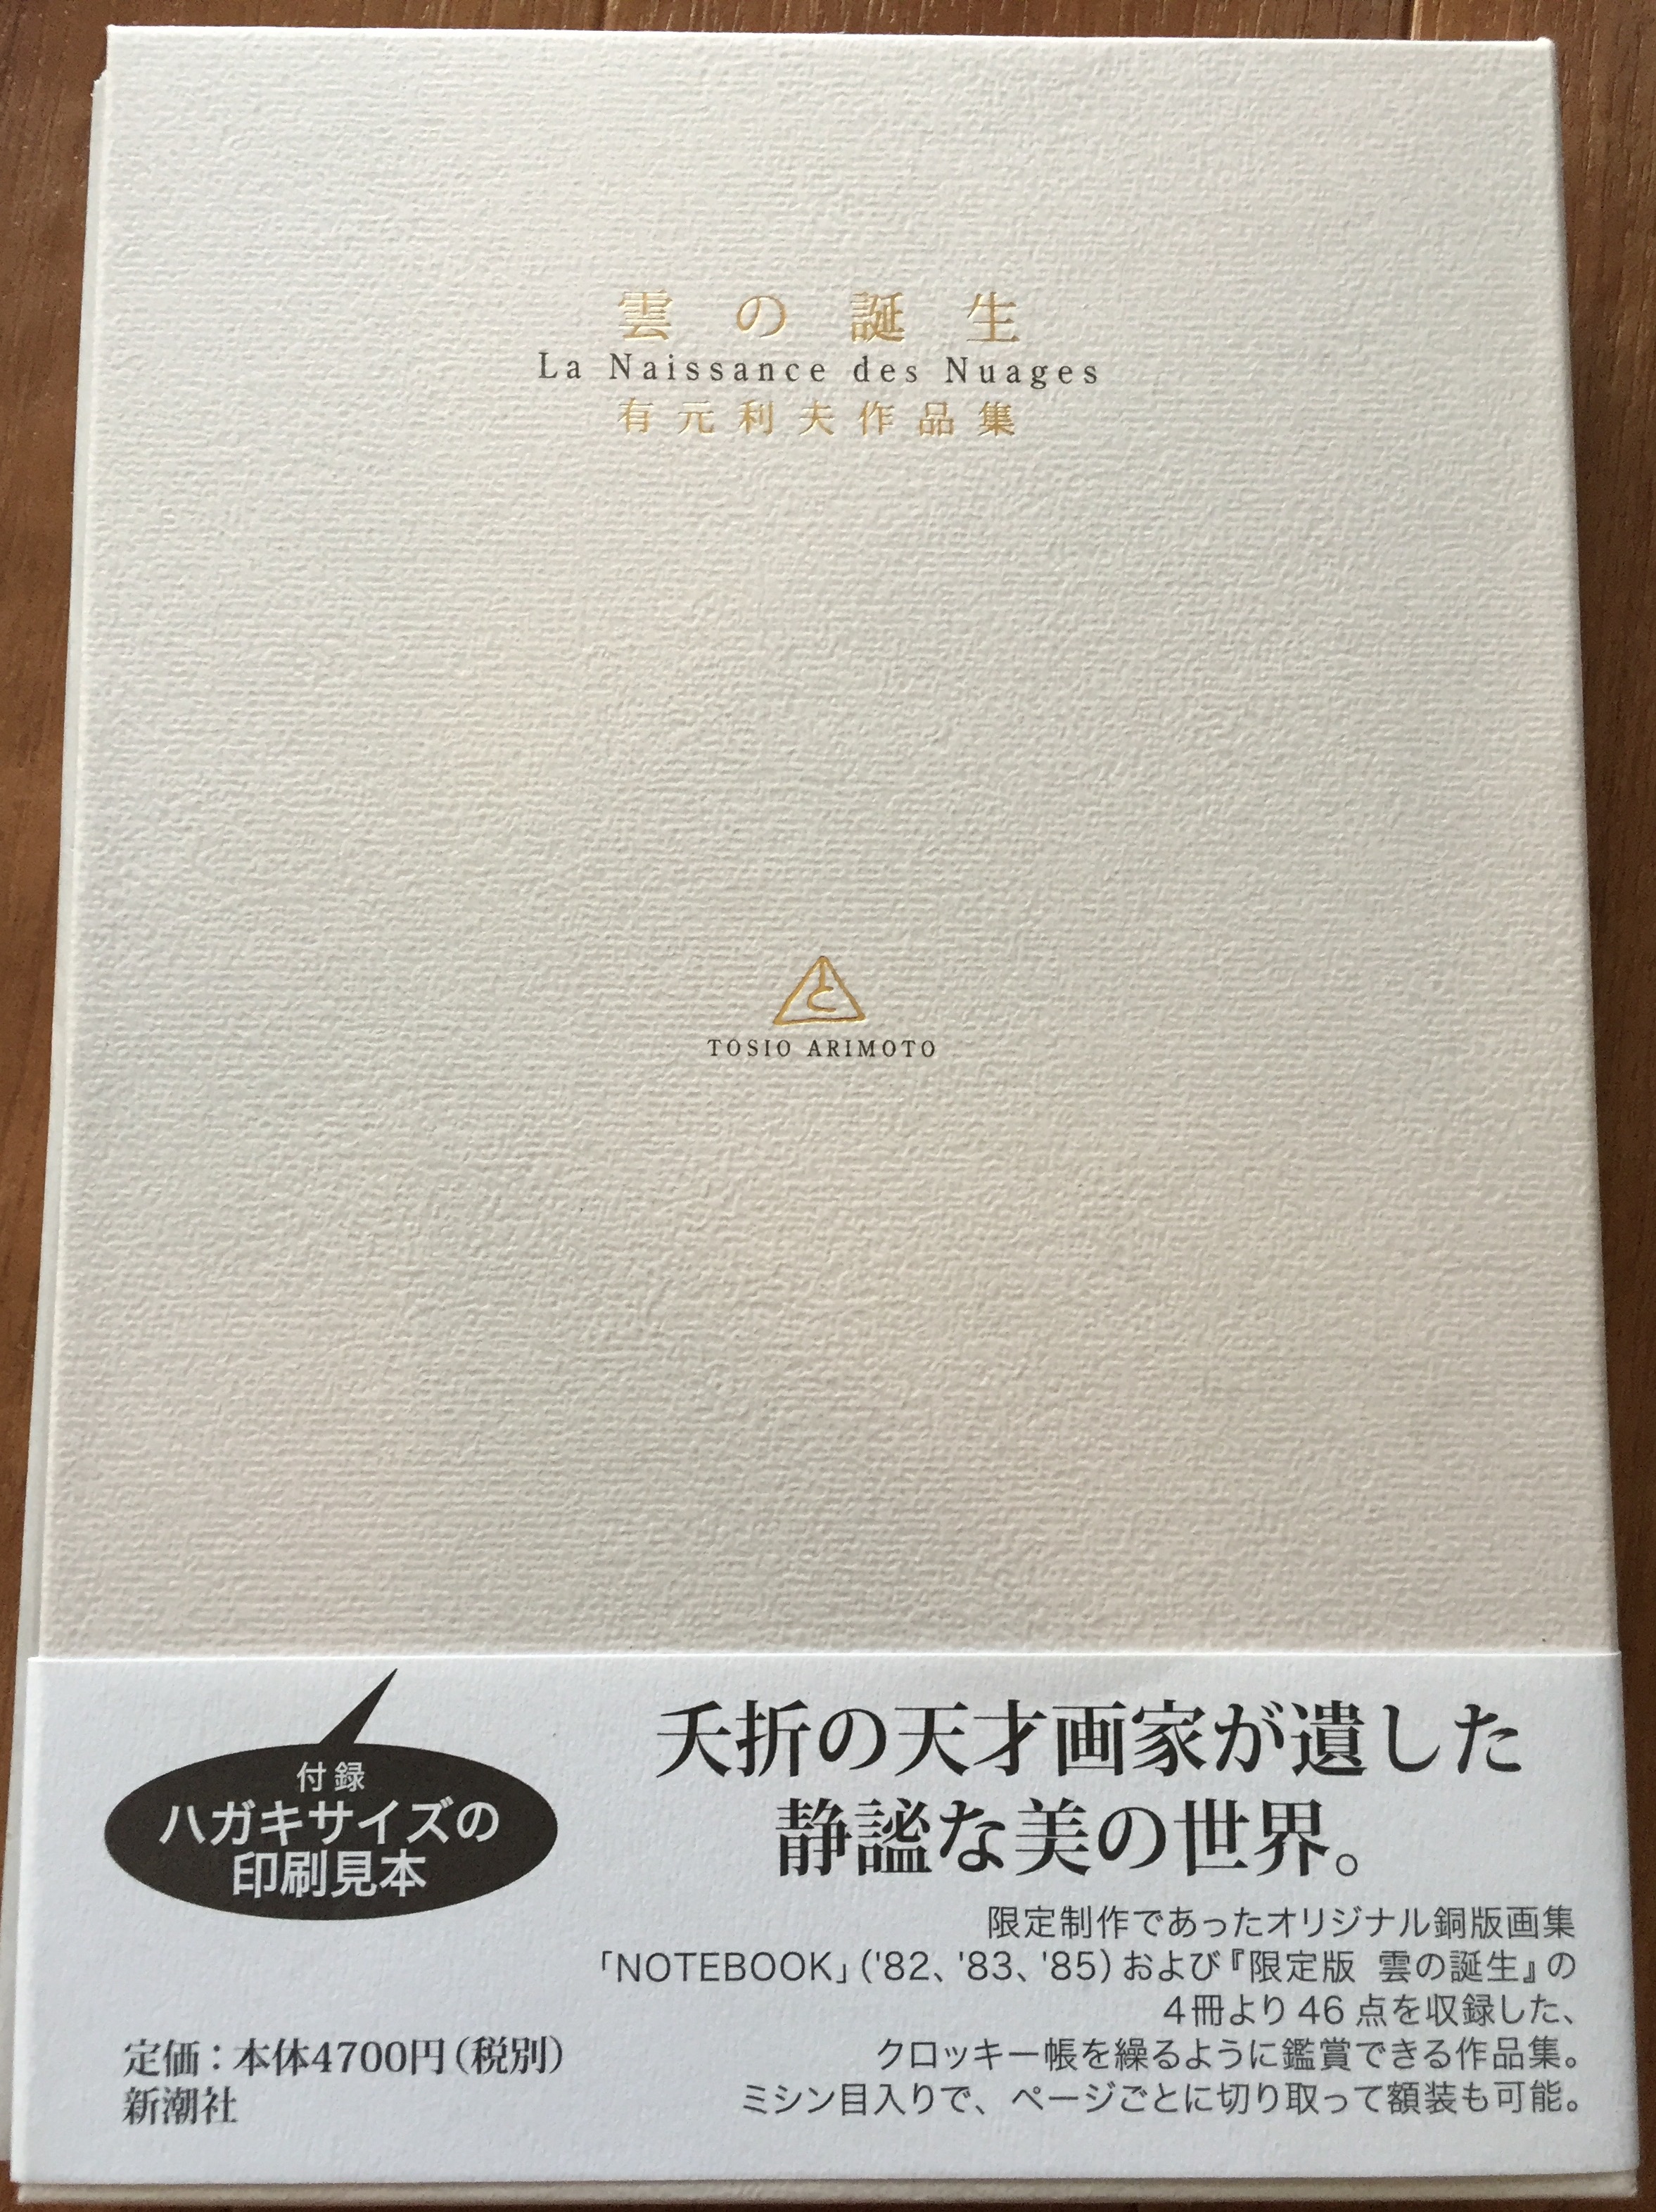 雲の誕生
La Naissance des Nuages
有元利夫作品集
と
TOSIO ARIMOTO
付録
ハガキサイズの
印刷見本
夭折の天才画家が遺した
静謐な美の世界。
限定制作であったオリジナル銅版画集
「NOTEBOOK」('82、'83、'85)および『限定版 雲の誕生』の
4冊より46点を収録した、
クロッキー帳を繰るように鑑賞できる作品集。
ミシン目入りで、ページごとに切り取って額装も可能。
定価：本体4700円（税別）
新潮社